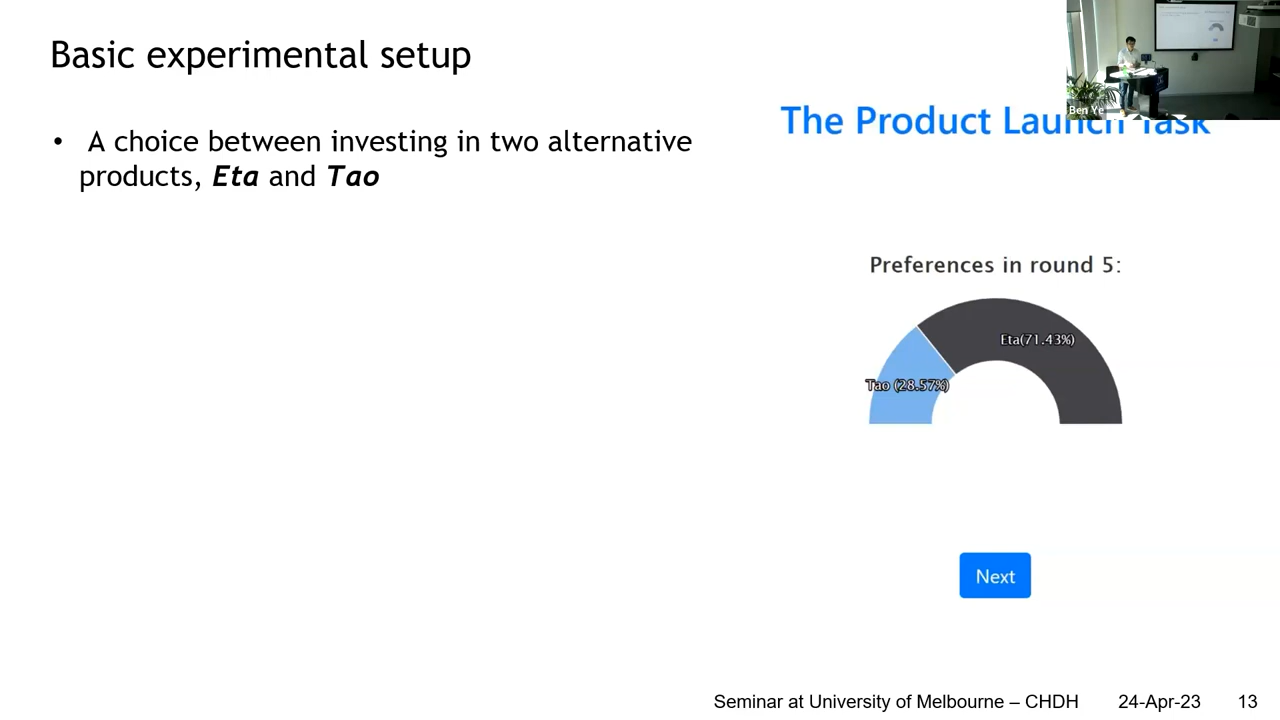 Basic experimental setup
• A choice between investing in two alternative
products, Eta and Tao
Ben Ye
The Product Launch Task
Preferences in round 5:
Eta(71.43%)
Tao (28.57%)
Next
Seminar at University of Melbourne – CHDH 24-Apr-23 13